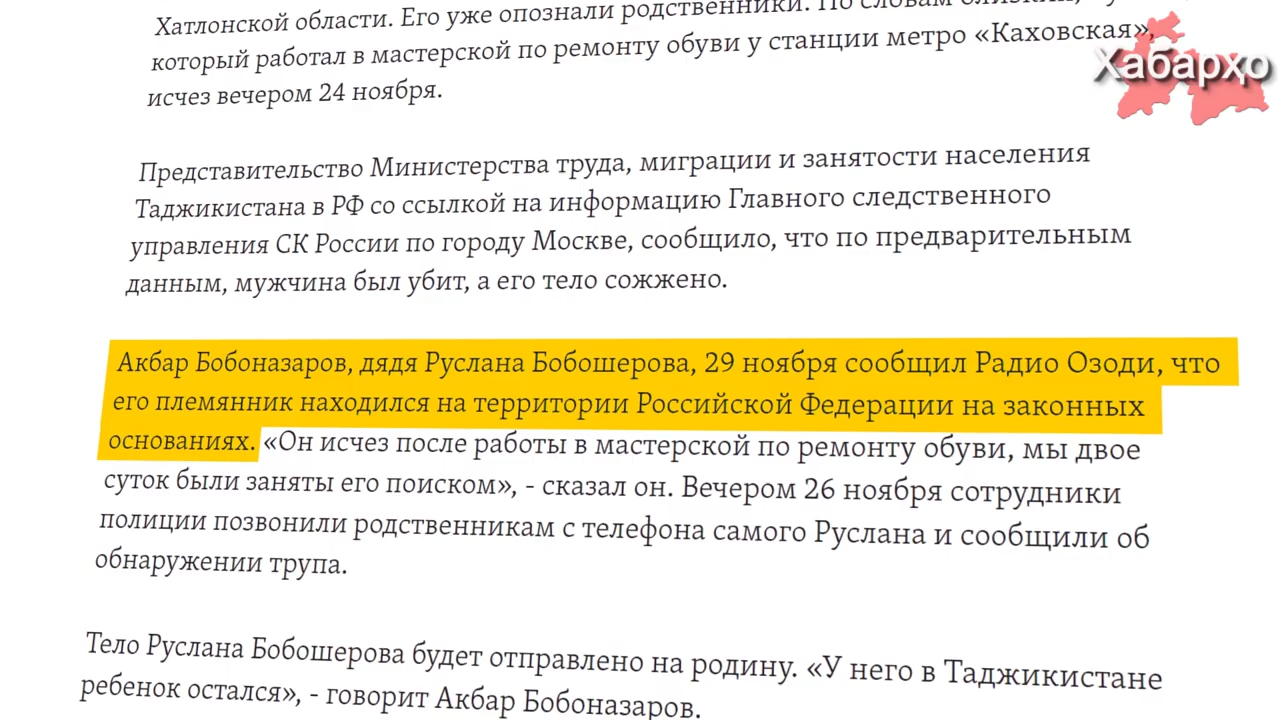 Хатлонской области. Его уже опознали родственники. По словам
который работал в мастерской по ремонту обуви у станции метро «Каховская»,
исчез вечером 24 ноября.
Хабарҳо
Представительство Министерства труда, миграции и занятости населения
Таджикистана в РФ со ссылкой на информацию Главного следственного
управления СК России по городу Москве, сообщило, что по предварительным
данным, мужчина был убит, а его тело сожжено.
Акбар Бобоназаров, дядя Руслана Бобошерова, 29 ноября сообщил Радио Озоди, что
его племянник находился на территории Российской Федерации на законных
основаниях. «Он исчез после работы в мастерской по ремонту обуви, мы двое
суток были заняты его поиском», - сказал он. Вечером 26 ноября сотрудники
полиции позвонили родственникам с телефона самого Руслана и сообщили об
обнаружении трупа.
Тело Руслана Бобошерова будет отправлено на родину. «У него в Таджикистане
ребенок остался», - говорит Акбар Бобоназаров.